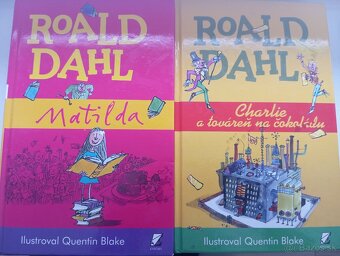 ROALD
DAHL
Matilda
Ilustroval Quentin Blake
ROALD
DAHL
Charlie
a továreň na čokoládu
Ilustroval Quentin Blake